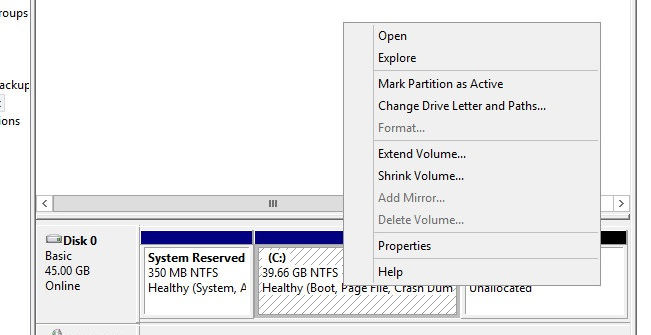 roups
ackup
ions
Open
Explore
Mark Partition as Active
Change Drive Letter and Paths...
Format...
Extend Volume...
Shrink Volume...
Add Mirror...
Delete Volume...
Properties
Help
Disk 0
Basic
45.00 GB
Online
System Reserved
350 MB NTFS
Healthy (System, A
(C:)
39.66 GB NTFS
Healthy (Boot, Page File, Crash Dum
Unallocated